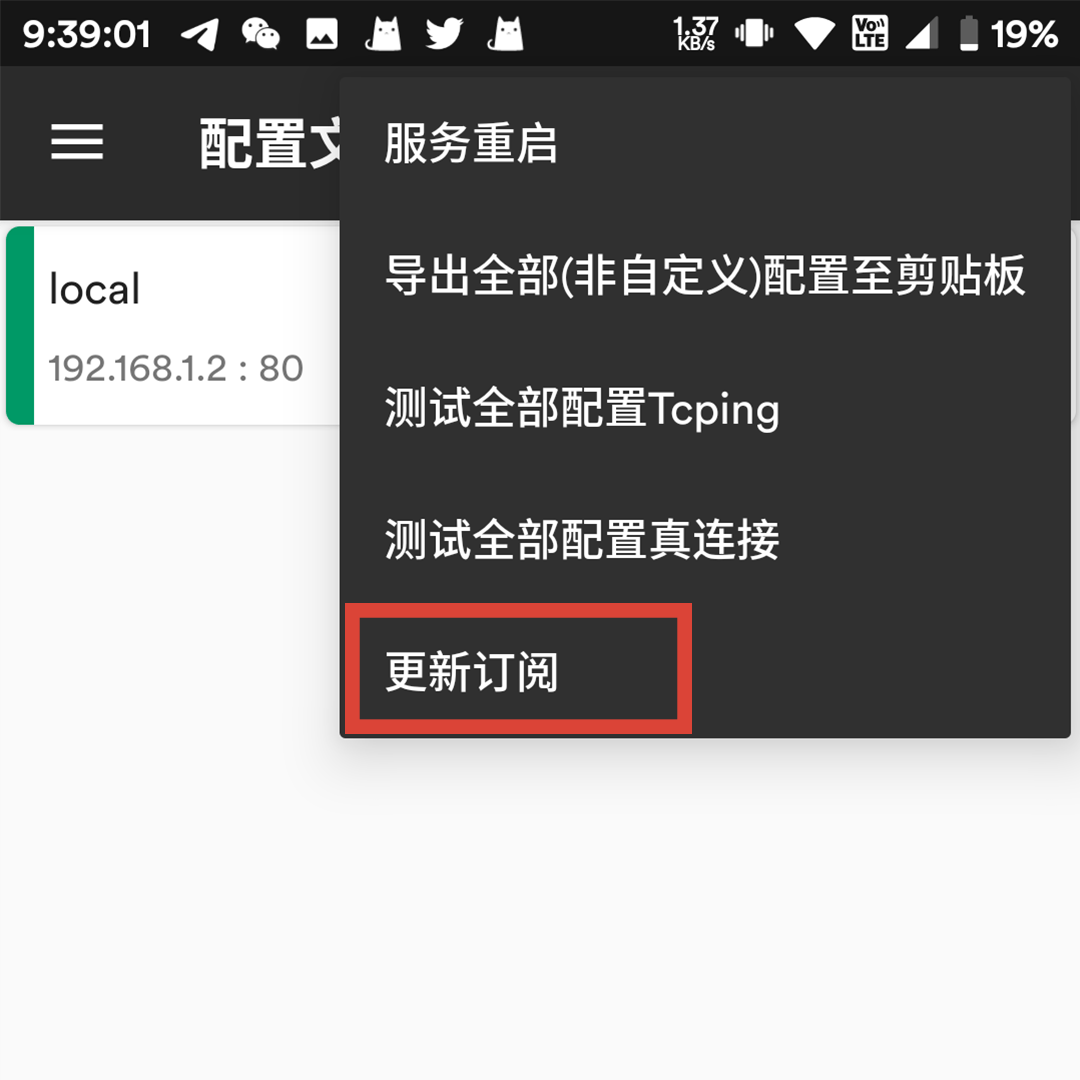 9:39:01 1.37 KB/s Vo LTE 19%
配置文
服务重启
导出全部(非自定义)配置至剪贴板
local
192.168.1.2 : 80
测试全部配置Tcping
测试全部配置真连接
更新订阅